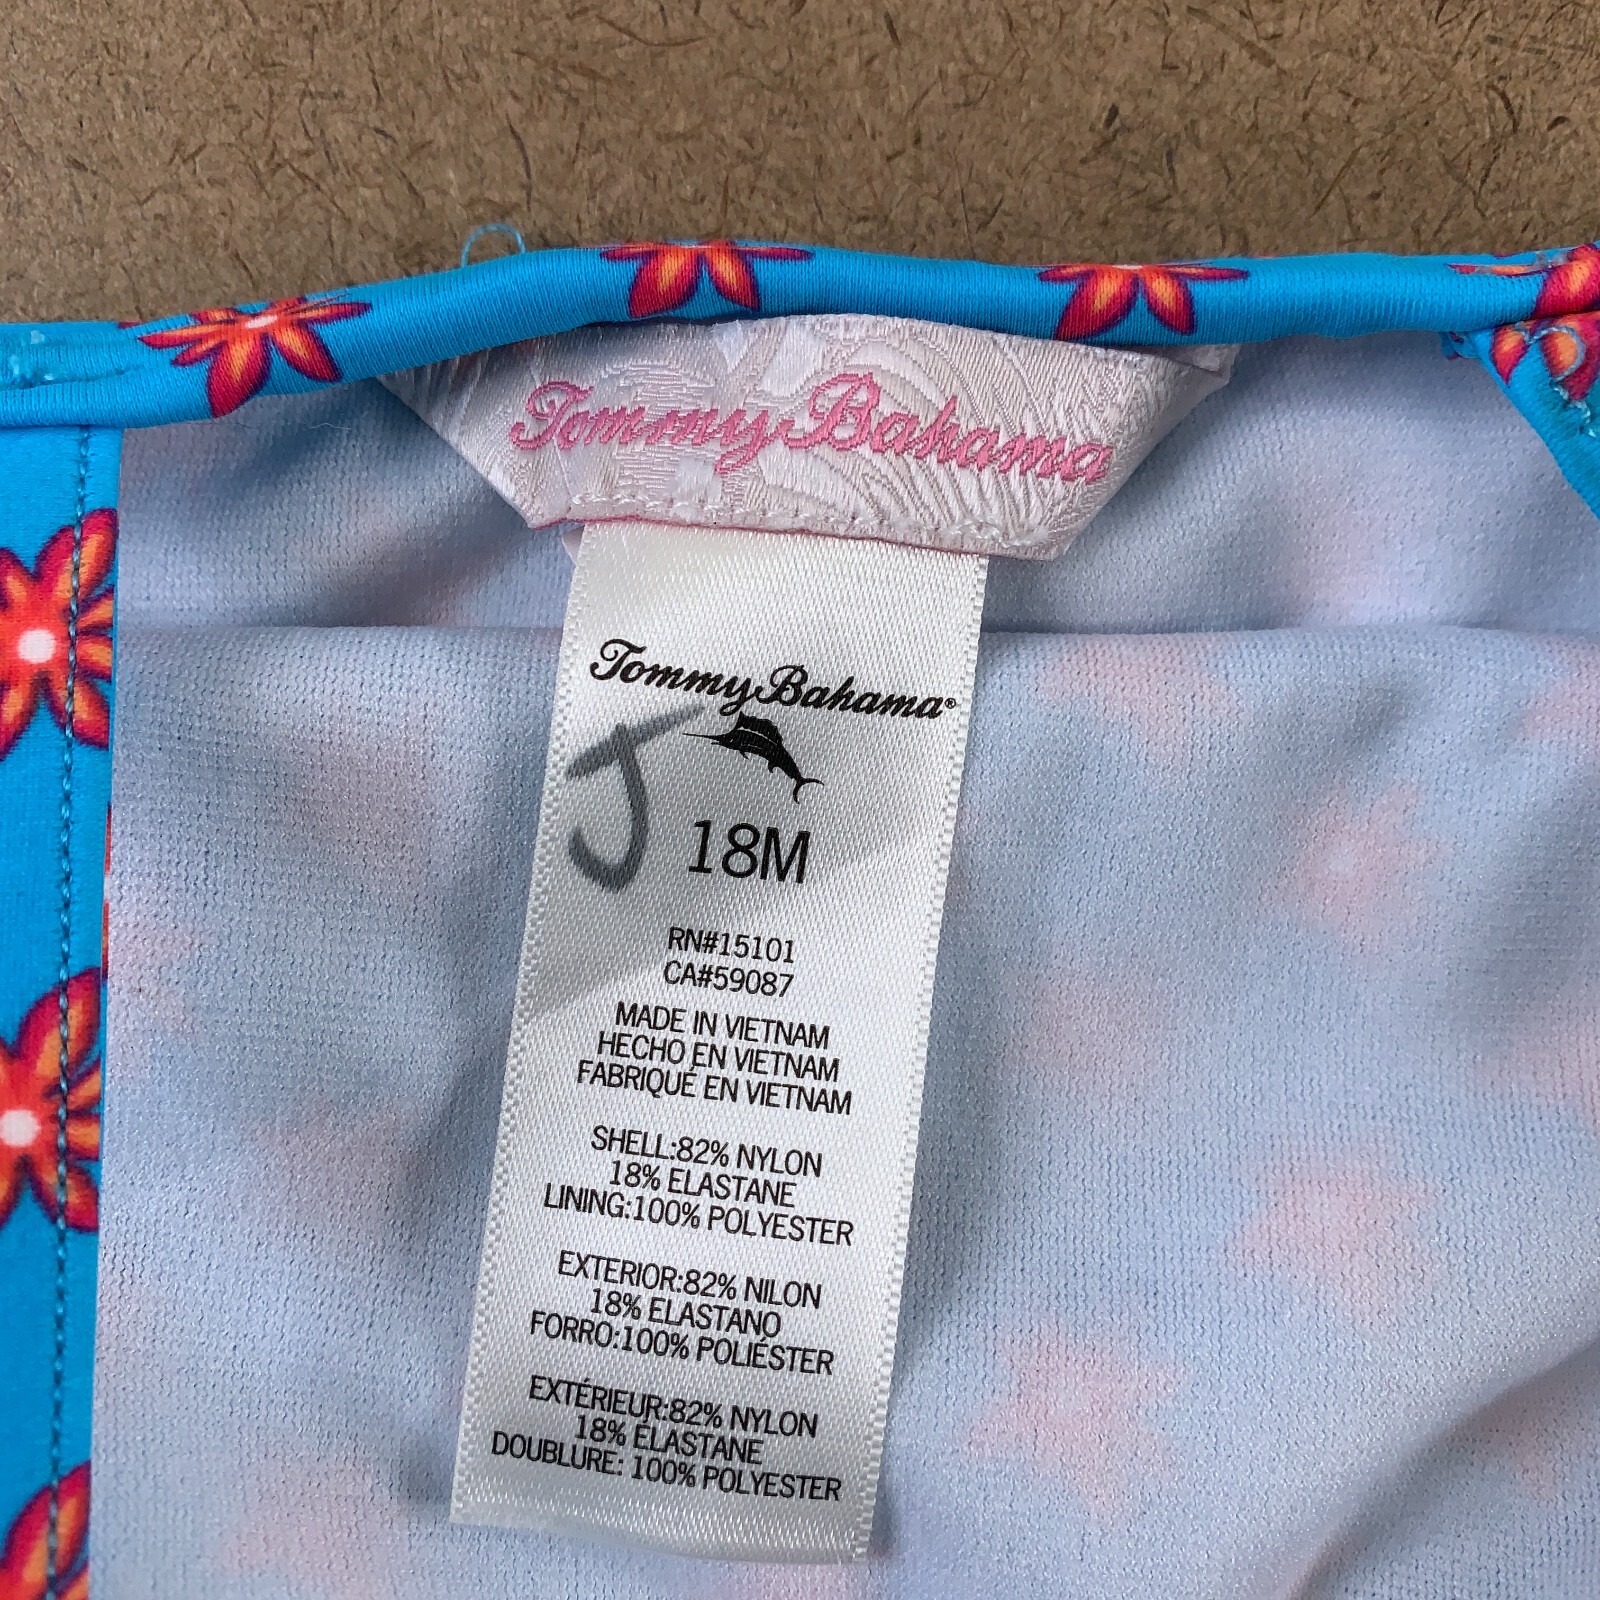 Tommy Bahama
Tommy Bahama®
J
18M
RN#15101
CA#59087
MADE IN VIETNAM
HECHO EN VIETNAM
FABRIQUÉ EN VIETNAM
SHELL:82% NYLON
18% ELASTANE
LINING:100% POLYESTER
EXTERIOR:82% NILON
18% ELASTANO
FORRO:100% POLIÉSTER
EXTÉRIEUR:82% NYLON
18% ÉLASTANE
DOUBLURE: 100% POLYESTER